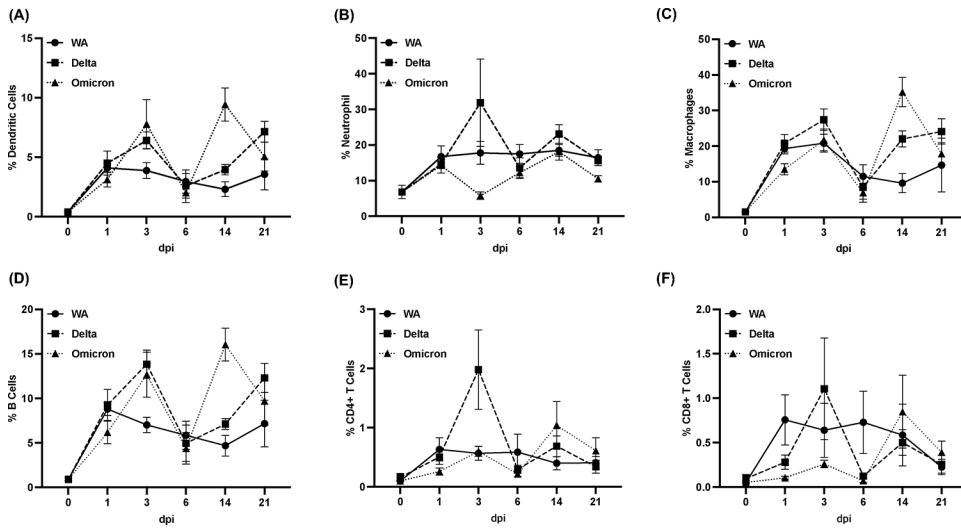 (A)
15
10
5
0
% Dendritic Cells
WA
Delta
Omicron
0 1 3 6 14 21
dpi
(B)
50
40
30
20
10
0
% Neutrophil
WA
Delta
Omicron
0 1 3 6 14 21
dpi
(C)
50
40
30
20
10
0
% Macrophages
WA
Delta
Omicron
0 1 3 6 14 21
dpi
(D)
20
15
10
5
0
% B Cells
WA
Delta
Omicron
0 1 3 6 14 21
dpi
(E)
3
2
1
0
% CD4+ T Cells
WA
Delta
Omicron
0 1 3 6 14 21
dpi
(F)
2.0
1.5
1.0
0.5
0.0
% CD8+ T Cells
WA
Delta
Omicron
0 1 3 6 14 21
dpi